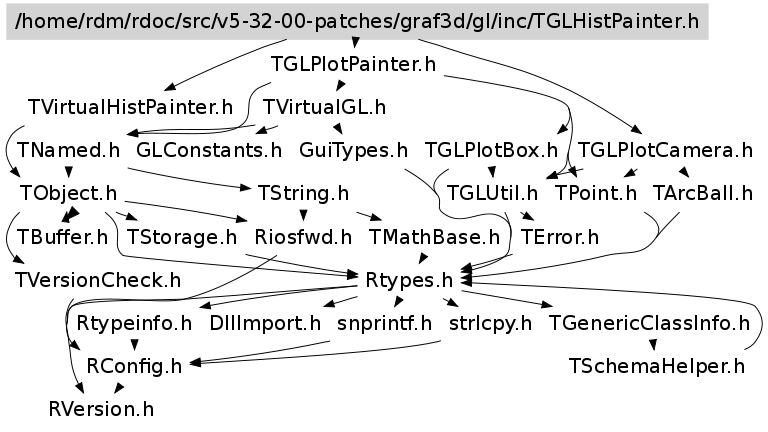 /home/rdm/rdoc/src/v5-32-00-patches/graf3d/gl/inc/TGLHistPainter.h
TGLPlotPainter.h
TVirtualHistPainter.h TVirtualGL.h
TNamed.h GLConstants.h GuiTypes.h TGLPlotBox.h TGLPlotCamera.h
TObject.h TString.h TGLUtil.h TPoint.h TArcBall.h
TBuffer.h TStorage.h Riosfwd.h TMathBase.h TError.h
TVersionCheck.h Rtypes.h
Rtypeinfo.h DllImport.h snprintf.h strlcpy.h TGenericClassInfo.h
RConfig.h TSchemaHelper.h
RVersion.h